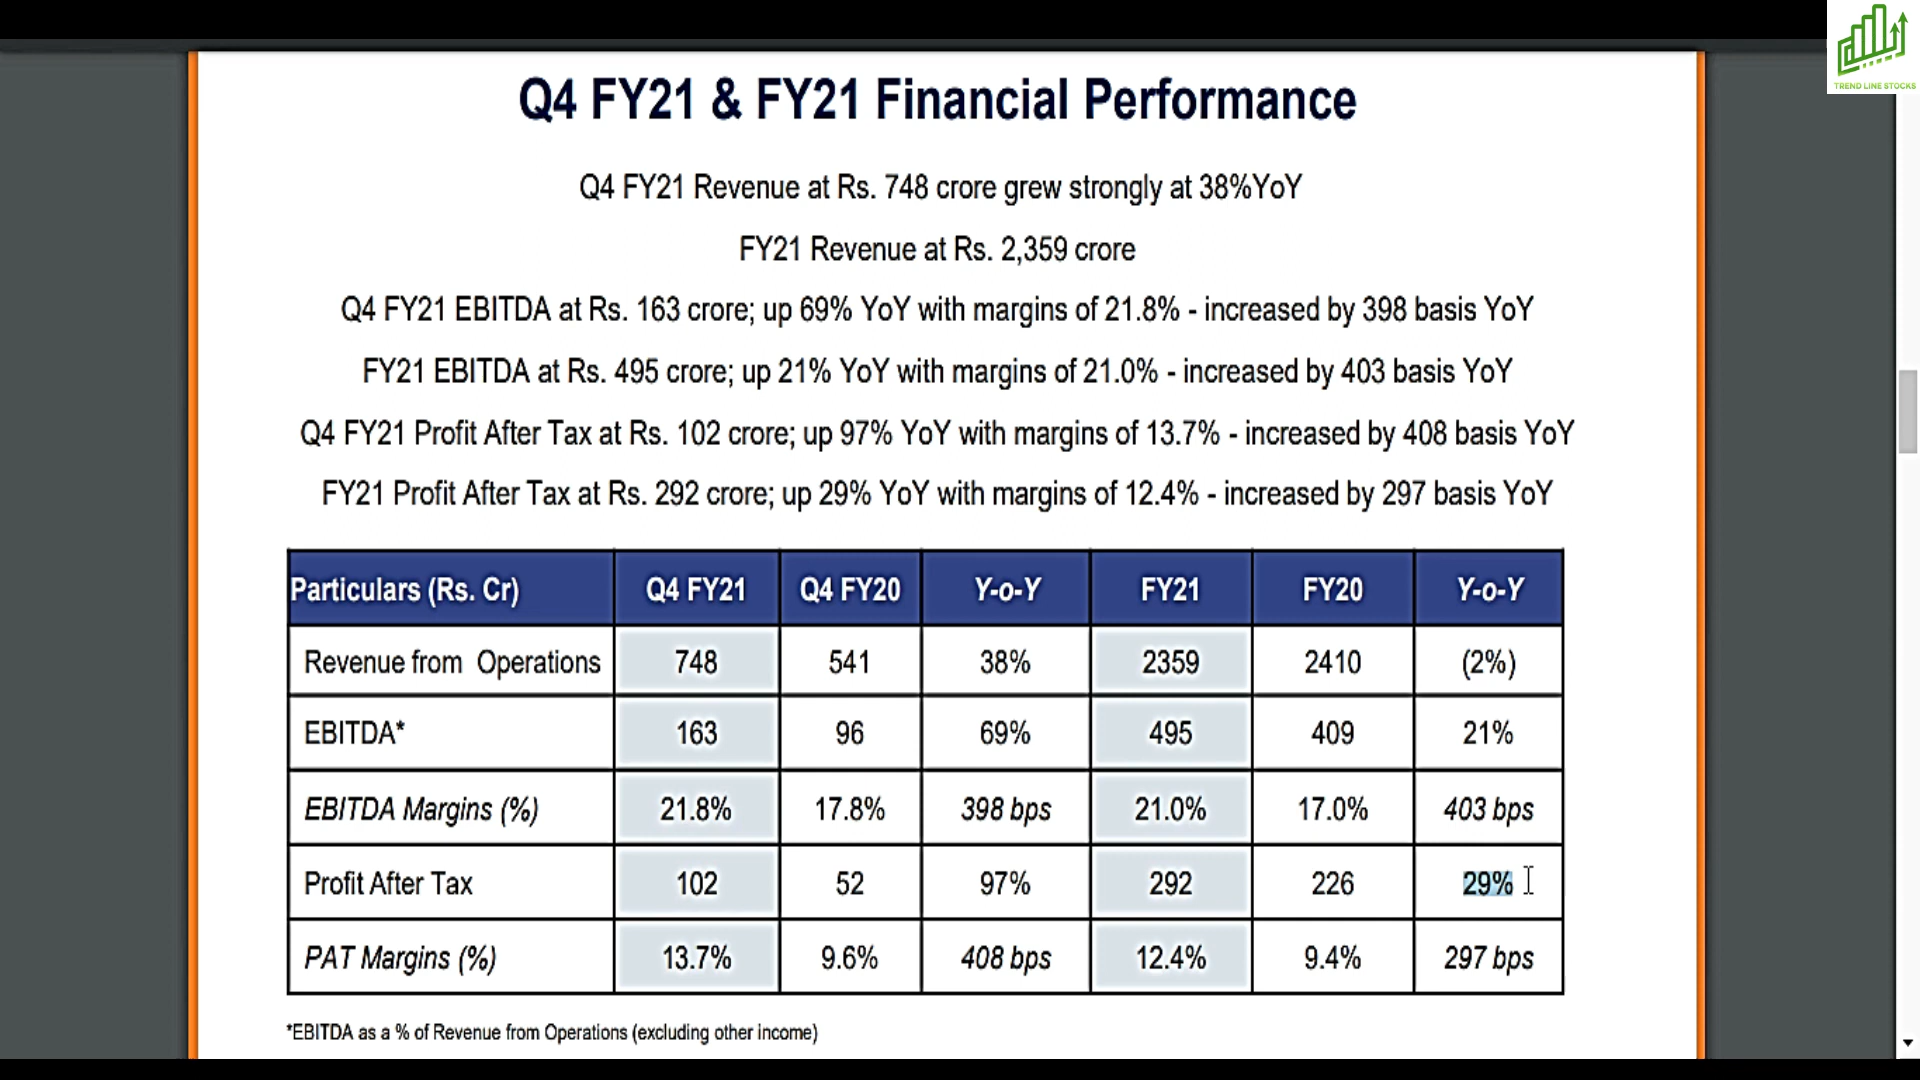 TREND LINE STOCKS
Q4 FY21 & FY21 Financial Performance
Q4 FY21 Revenue at Rs. 748 crore grew strongly at 38%YoY
FY21 Revenue at Rs. 2,359 crore
Q4 FY21 EBITDA at Rs. 163 crore; up 69% YoY with margins of 21.8% - increased by 398 basis YoY
FY21 EBITDA at Rs. 495 crore; up 21% YoY with margins of 21.0% - increased by 403 basis YoY
Q4 FY21 Profit After Tax at Rs. 102 crore; up 97% YoY with margins of 13.7% - increased by 408 basis YoY
FY21 Profit After Tax at Rs. 292 crore; up 29% YoY with margins of 12.4% - increased by 297 basis YoY
Particulars (Rs. Cr) Q4 FY21 Q4 FY20 Y-o-Y FY21 FY20 Y-o-Y
Revenue from Operations 748 541 38% 2359 2410 (2%)
EBITDA* 163 96 69% 495 409 21%
EBITDA Margins (%) 21.8% 17.8% 398 bps 21.0% 17.0% 403 bps
Profit After Tax 102 52 97% 292 226 29%
PAT Margins (%) 13.7% 9.6% 408 bps 12.4% 9.4% 297 bps
*EBITDA as a % of Revenue from Operations (excluding other income)